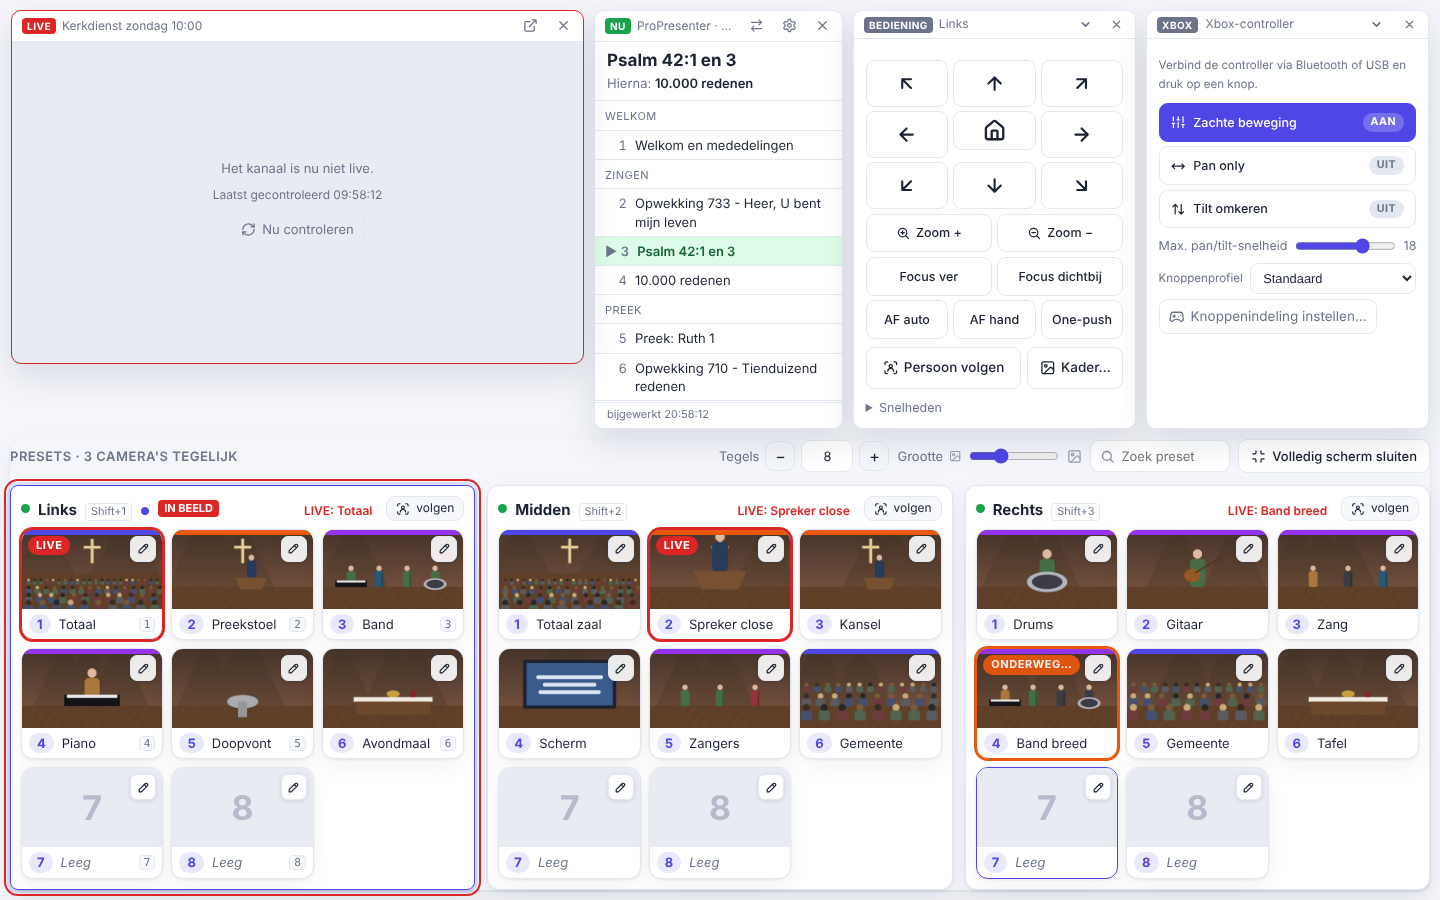 LIVE Kerkdienst zondag 10:00
Het kanaal is nu niet live.
Laatst gecontroleerd 09:58:12
Nu controleren
NU ProPresenter · ...
Psalm 42:1 en 3
Hierna: 10.000 redenen
WELKOM
1 Welkom en mededelingen
ZINGEN
2 Opwekking 733 - Heer, U bent
mijn leven
3 Psalm 42:1 en 3
4 10.000 redenen
PREEK
5 Preek: Ruth 1
6 Opwekking 710 - Tienduizend
redenen
bijgewerkt 20:58:12
BEDIENING Links
Zoom + Zoom −
Focus ver Focus dichtbij
AF auto AF hand One-push
Persoon volgen Kader...
Snelheden
XBOX Xbox-controller
Verbind de controller via Bluetooth of USB en
druk op een knop.
Zachte beweging AAN
Pan only UIT
Tilt omkeren UIT
Max. pan/tilt-snelheid 18
Knoppenprofiel Standaard
Knoppenindeling instellen...
PRESETS · 3 CAMERA'S TEGELIJK Tegels − 8 + Grootte Zoek preset Volledig scherm sluiten
Links Shift+1 IN BEELD LIVE: Totaal volgen
LIVE
1 Totaal 1 2 Preekstoel 2 3 Band 3
4 Piano 4 5 Doopvont 5 6 Avondmaal 6
7 8
7 Leeg 7 8 Leeg 8
Midden Shift+2 LIVE: Spreker close volgen
LIVE
1 Totaal zaal 2 Spreker close 3 Kansel
4 Scherm 5 Zangers 6 Gemeente
7 8
7 Leeg 8 Leeg
Rechts Shift+3 LIVE: Band breed volgen
1 Drums 2 Gitaar 3 Zang
ONDERWEG...
4 Band breed 5 Gemeente 6 Tafel
7 8
7 Leeg 8 Leeg